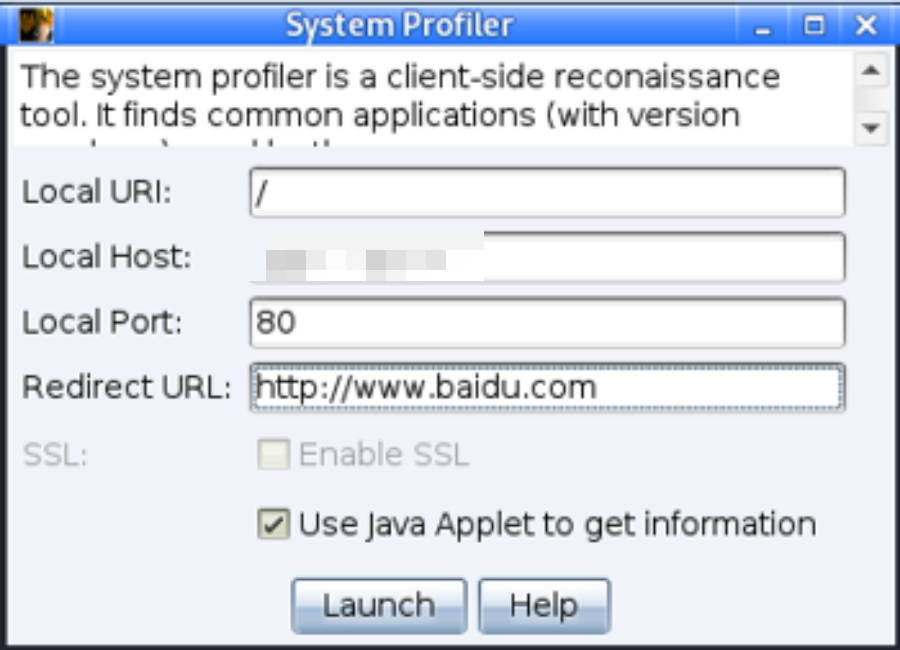 System Profiler
The system profiler is a client-side reconaissance
tool. It finds common applications (with version
Local URI: /
Local Host:
Local Port: 80
Redirect URL: http://www.baidu.com
SSL: Enable SSL
Use Java Applet to get information
Launch Help